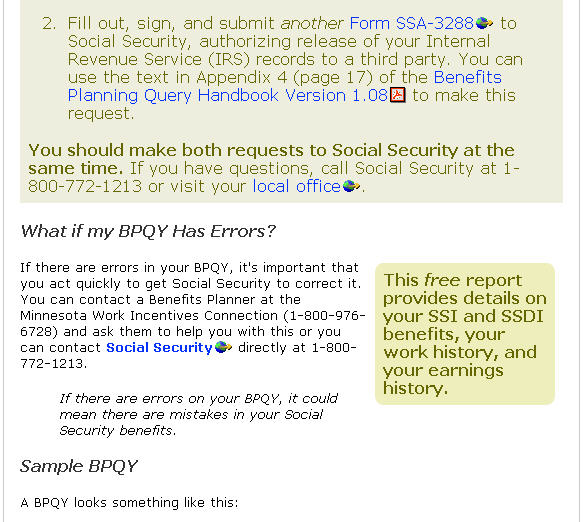 2. Fill out, sign, and submit another Form SSA-3288 to
Social Security, authorizing release of your Internal
Revenue Service (IRS) records to a third party. You can
use the text in Appendix 4 (page 17) of the Benefits
Planning Query Handbook Version 1.08 to make this
request.
You should make both requests to Social Security at the
same time. If you have questions, call Social Security at 1-
800-772-1213 or visit your local office.
What if my BPQY Has Errors?
If there are errors in your BPQY, it's important that
you act quickly to get Social Security to correct it.
You can contact a Benefits Planner at the
Minnesota Work Incentives Connection (1-800-976-
6728) and ask them to help you with this or you
can contact Social Security directly at 1-800-
772-1213.
This free report
provides details on
your SSI and SSDI
benefits, your
work history, and
your earnings
history.
If there are errors on your BPQY, it could
mean there are mistakes in your Social
Security benefits.
Sample BPQY
A BPQY looks something like this: